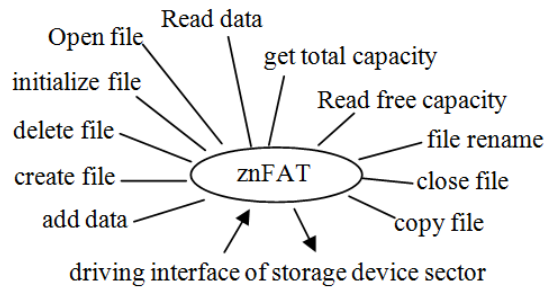 Read data
Open file
get total capacity
initialize file
Read free capacity
delete file
file rename
znFAT
create file
close file
add data
copy file
driving interface of storage device sector